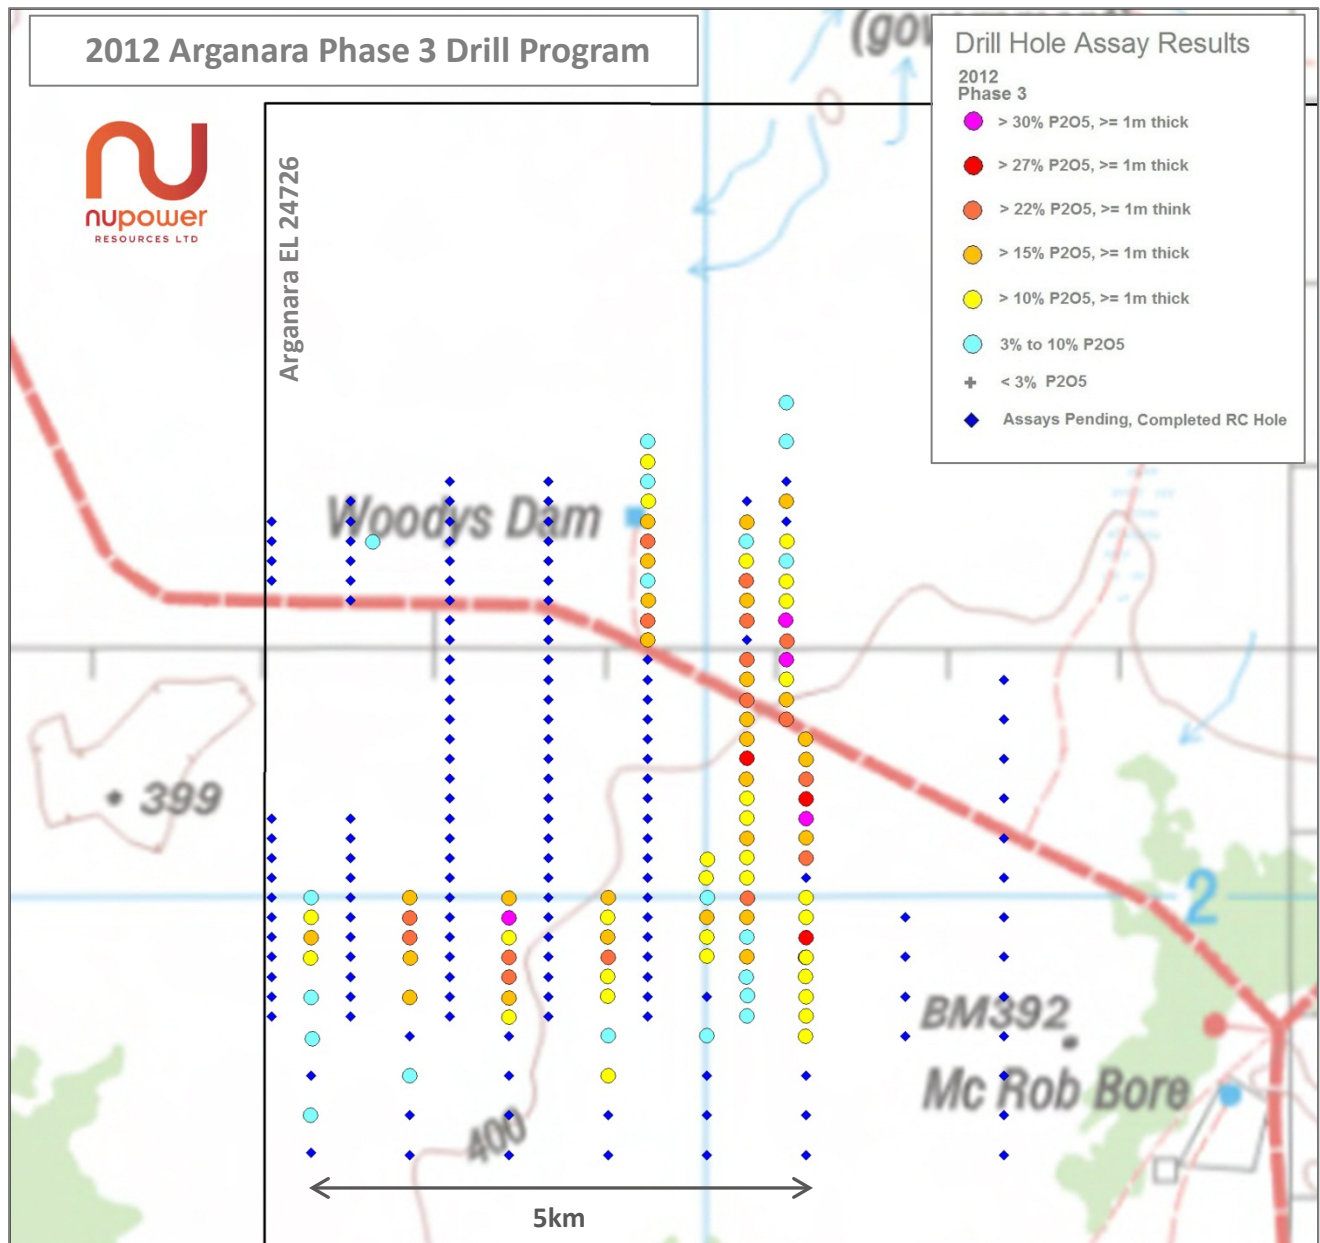 2012 Arganara Phase 3 Drill Program
nupower
RESOURCES LTD
Arganara EL 24726
Drill Hole Assay Results
2012
Phase 3
> 30% P2O5, >= 1m thick
> 27% P2O5, >= 1m thick
> 22% P2O5, >= 1m think
> 15% P2O5, >= 1m thick
> 10% P2O5, >= 1m thick
3% to 10% P2O5
< 3% P2O5
Assays Pending, Completed RC Hole
Woodys Dam
399
2
BM392
Mc Rob Bore
400
5km